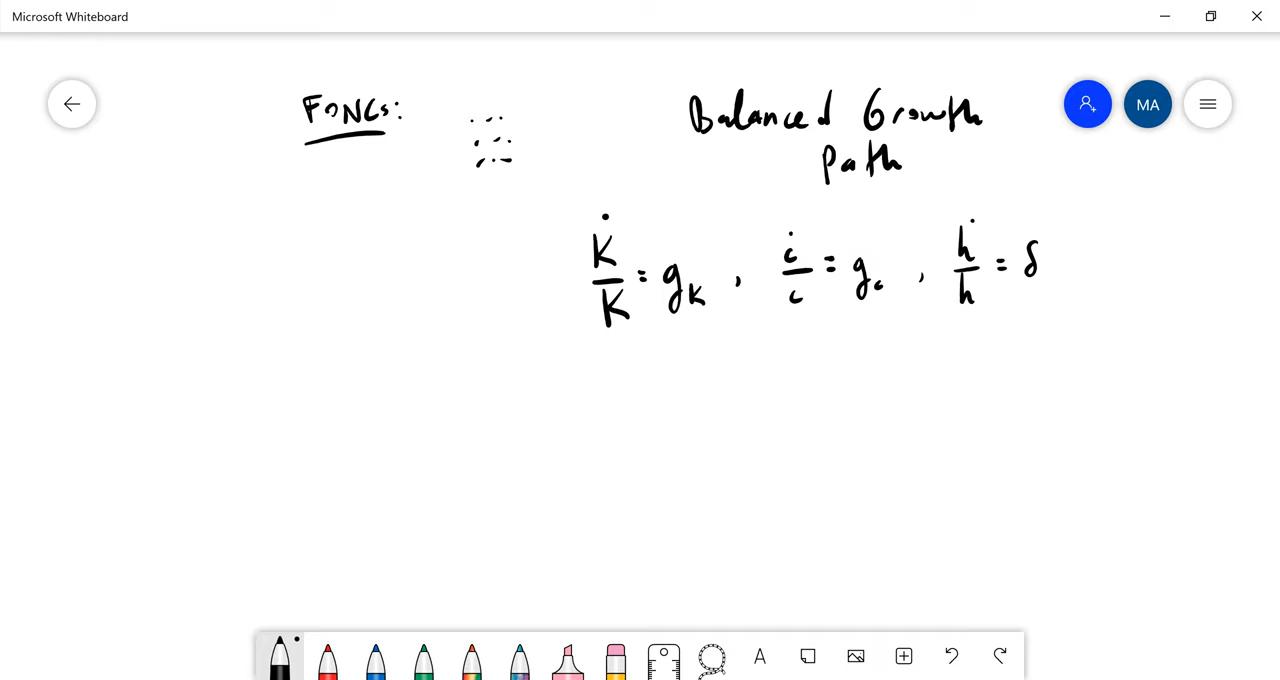 Microsoft Whiteboard
FONCs:
Balanced Growth
Path
MA
K̇/K = g_K , ċ/c = g_c , ḣ/h = δ
A